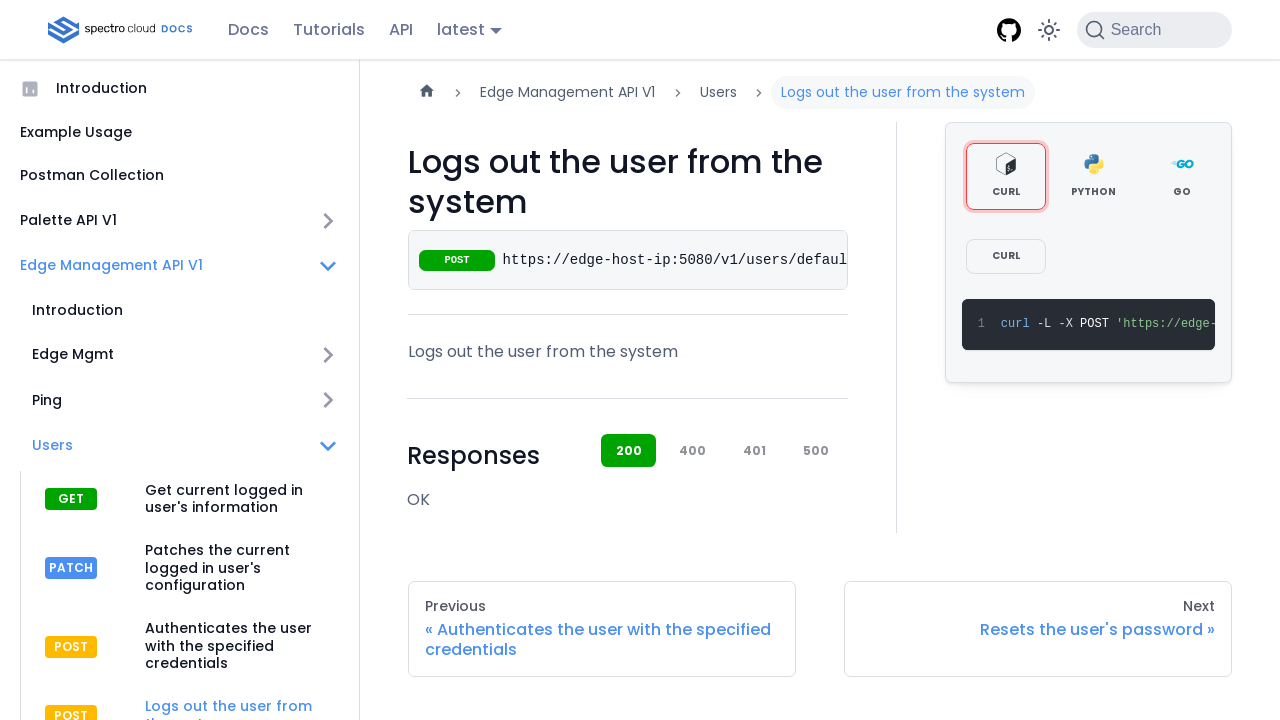 spectro cloud DOCS
Docs
Tutorials
API
latest
Search
Introduction
Example Usage
Postman Collection
Palette API V1
Edge Management API V1
Introduction
Edge Mgmt
Ping
Users
GET
Get current logged in
user's information
PATCH
Patches the current
logged in user's
configuration
POST
Authenticates the user
with the specified
credentials
POST
Logs out the user from
Edge Management API V1
Users
Logs out the user from the system
Logs out the user from the
system
POST
https://edge-host-ip:5080/v1/users/defaul
Logs out the user from the system
Responses
200
400
401
500
OK
CURL
PYTHON
GO
CURL
1 curl -L -X POST 'https://edge-
Previous
« Authenticates the user with the specified
credentials
Next
Resets the user's password »